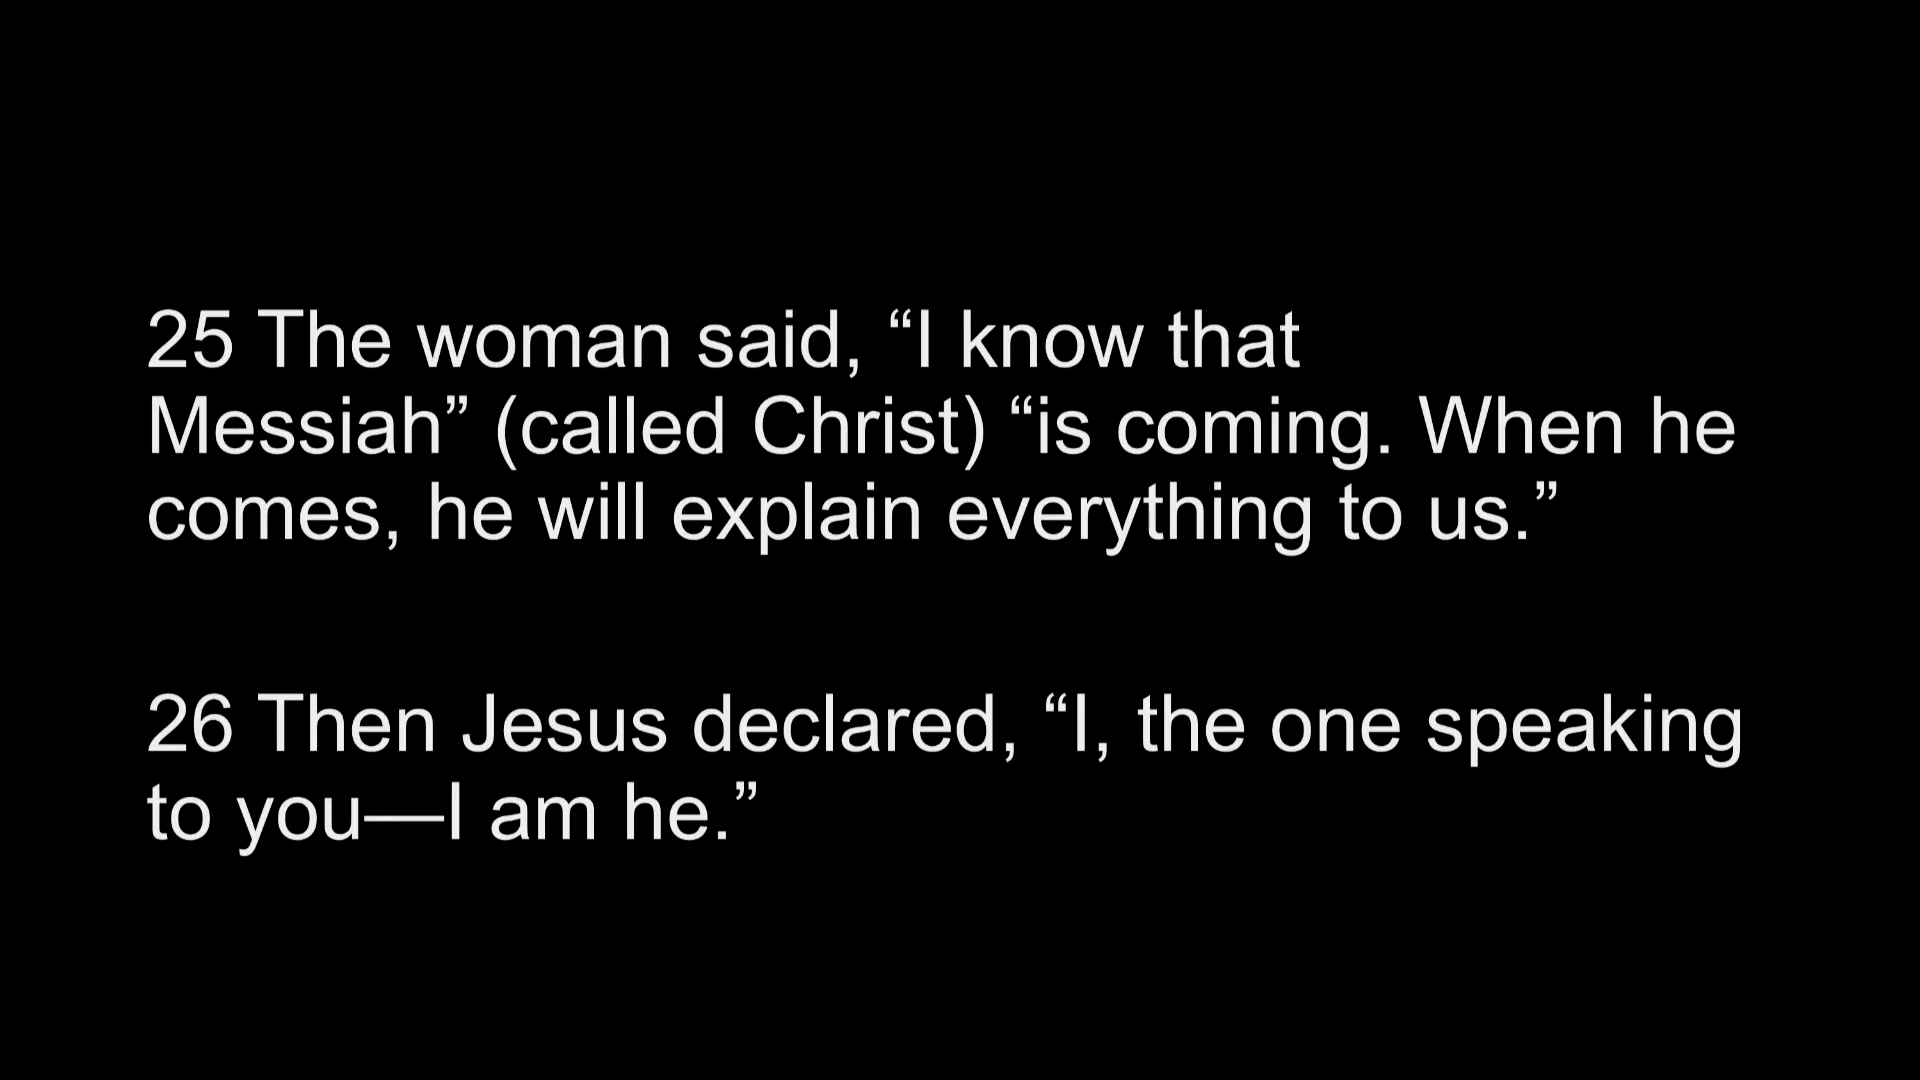 25 The woman said, “I know that
Messiah” (called Christ) “is coming. When he
comes, he will explain everything to us.”
26 Then Jesus declared, “I, the one speaking
to you—I am he.”